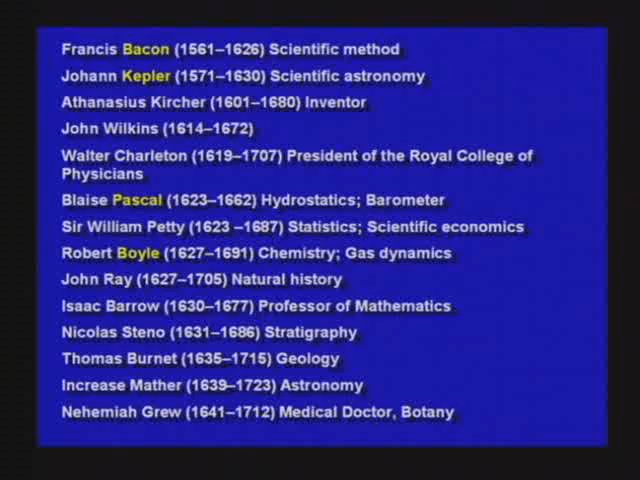 Francis Bacon (1561–1626) Scientific method
Johann Kepler (1571–1630) Scientific astronomy
Athanasius Kircher (1601–1680) Inventor
John Wilkins (1614–1672)
Walter Charleton (1619–1707) President of the Royal College of
Physicians
Blaise Pascal (1623–1662) Hydrostatics; Barometer
Sir William Petty (1623 –1687) Statistics; Scientific economics
Robert Boyle (1627–1691) Chemistry; Gas dynamics
John Ray (1627–1705) Natural history
Isaac Barrow (1630–1677) Professor of Mathematics
Nicolas Steno (1631–1686) Stratigraphy
Thomas Burnet (1635–1715) Geology
Increase Mather (1639–1723) Astronomy
Nehemiah Grew (1641–1712) Medical Doctor, Botany